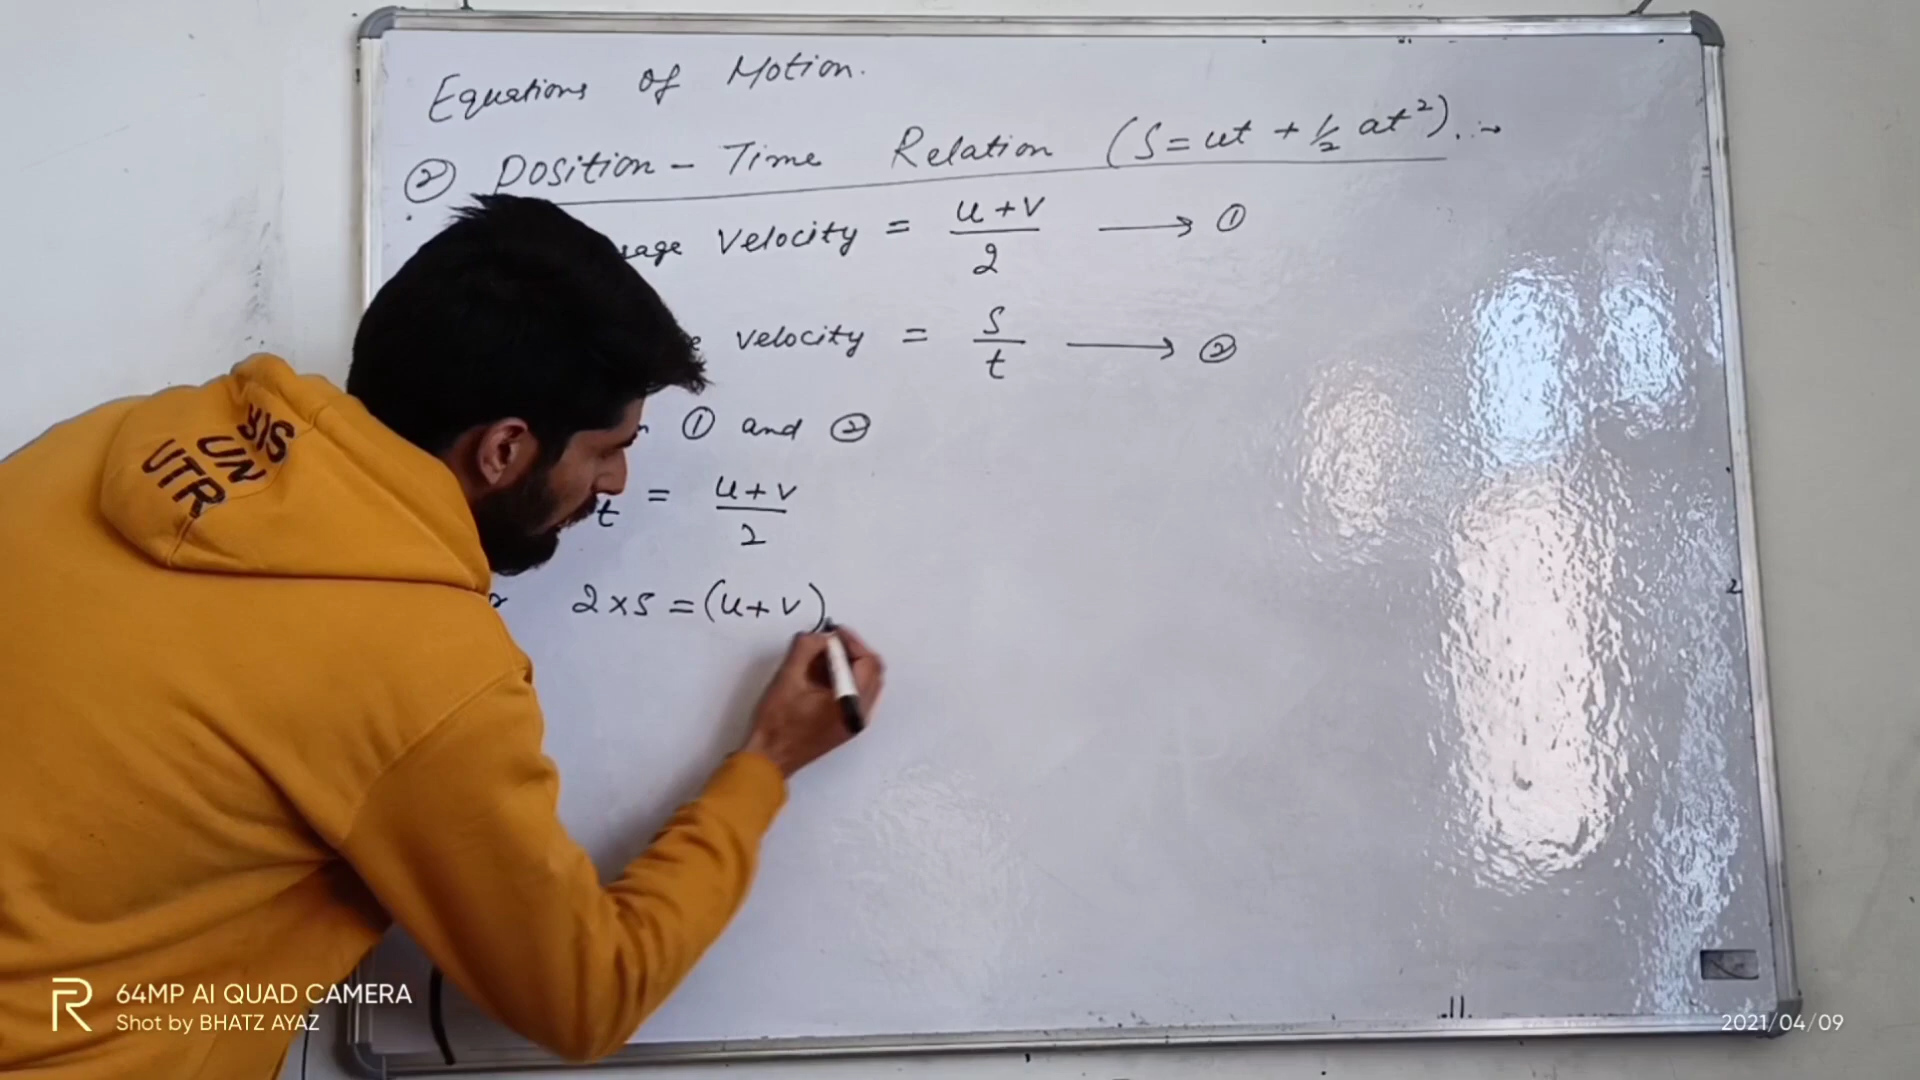 Equations of Motion.
② Position - Time Relation (S = ut + 1/2 at²). :→
Velocity = u+v/2 → ①
velocity = s/t → ②
① and ②
t = u+v/2
2×s = (u+v)
BIS
UN
UTR
64MP AI QUAD CAMERA
Shot by BHATZ AYAZ
2021/04/09